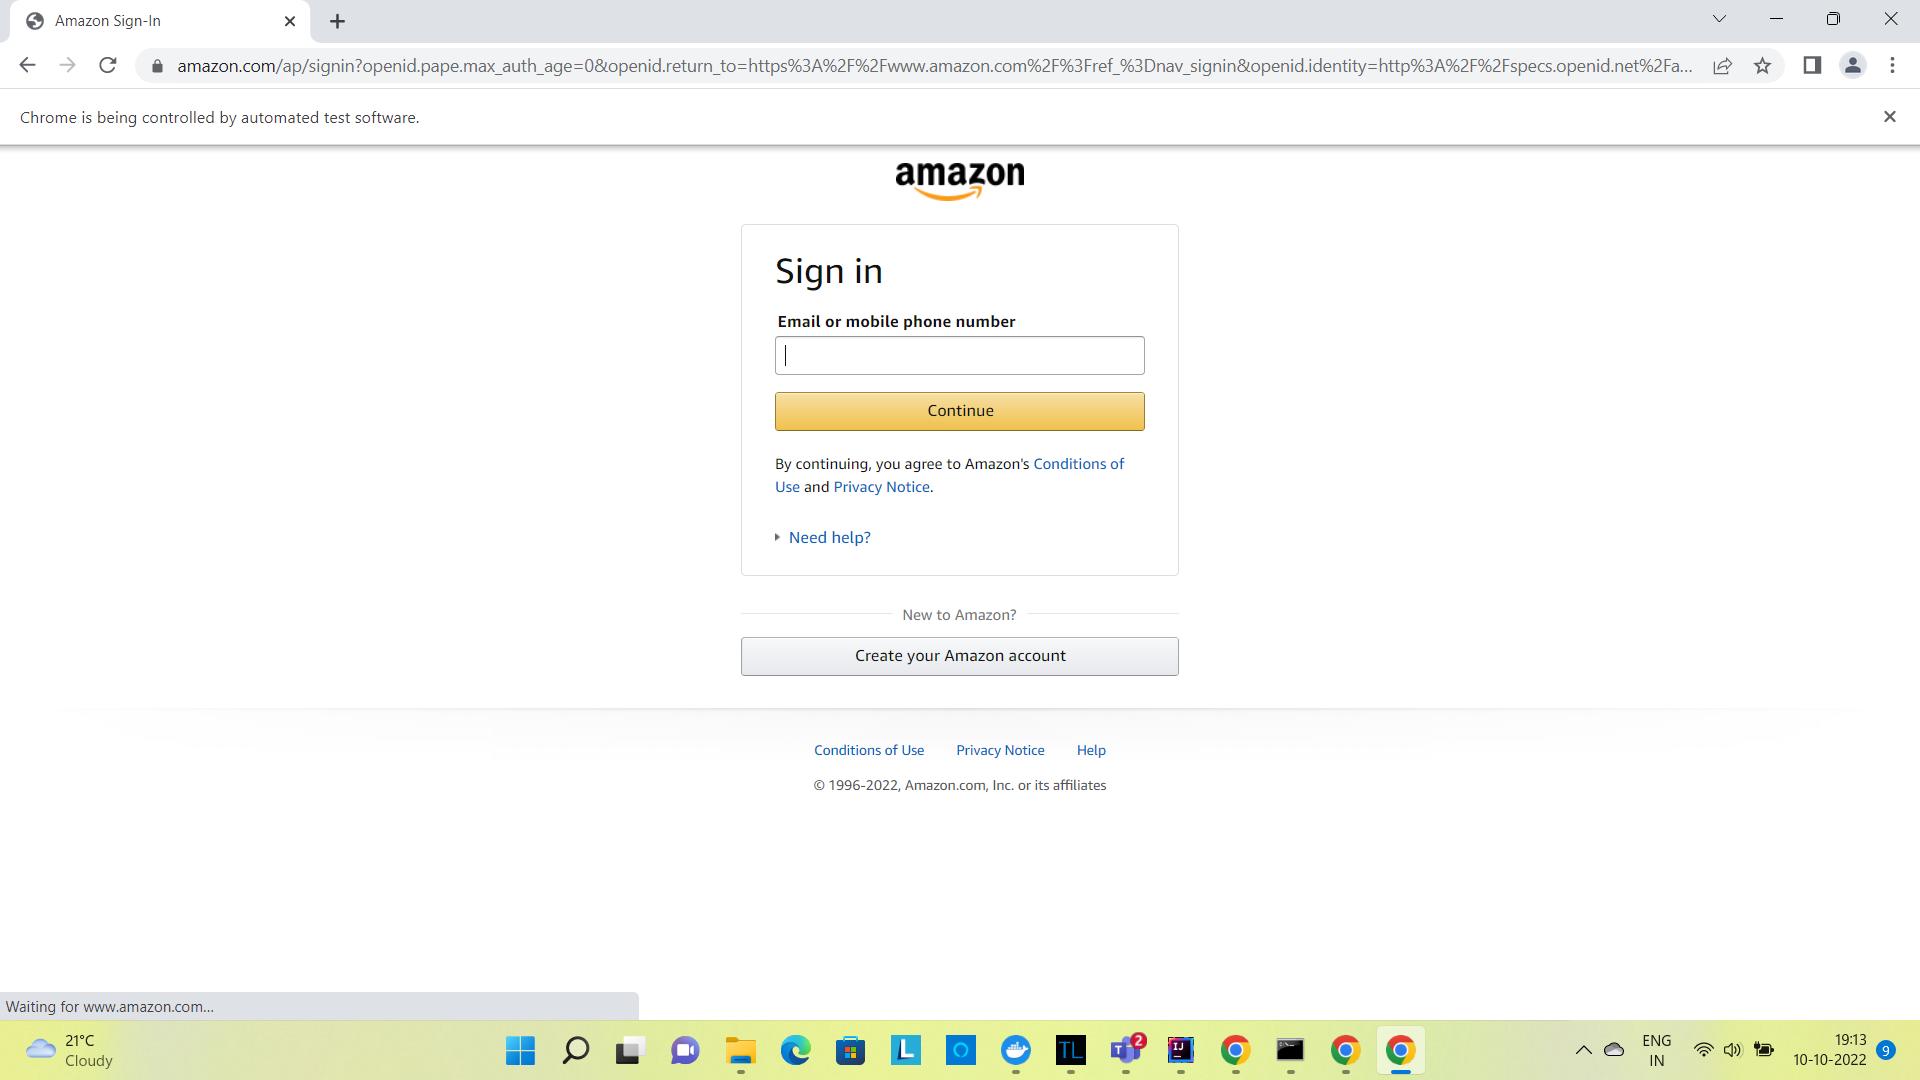 Amazon Sign-In
amazon.com/ap/signin?openid.pape.max_auth_age=0&openid.return_to=https%3A%2F%2Fwww.amazon.com%2F%3Fref_%3Dnav_signin&openid.identity=http%3A%2F%2Fspecs.openid.net%2Fa...
Chrome is being controlled by automated test software.
amazon
Sign in
Email or mobile phone number
Continue
By continuing, you agree to Amazon's Conditions of
Use and Privacy Notice.
Need help?
New to Amazon?
Create your Amazon account
Conditions of Use Privacy Notice Help
© 1996-2022, Amazon.com, Inc. or its affiliates
Waiting for www.amazon.com...
21°C
Cloudy
L
TL
T
2
IJ
ENG
IN
19:13
10-10-2022
9